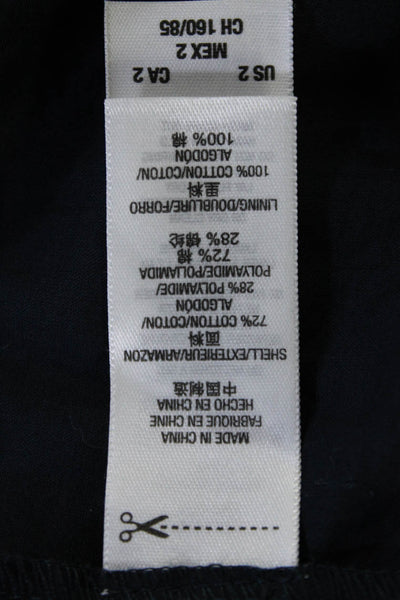 US 2 CA 2
MEX 2
CH 160/85
MADE IN CHINA
FABRIQUE EN CHINE
HECHO EN CHINA
中国制造
SHELL/EXTERIEUR/ARMAZON
面料
72% COTTON/COTON/
ALGODÓN
28% POLYAMIDE/
POLYAMIDE/POLIAMIDA
72% 棉
28% 锦纶
LINING/DOUBLURE/FORRO
里料
100% COTTON/COTON/
ALGODÓN
100% 棉